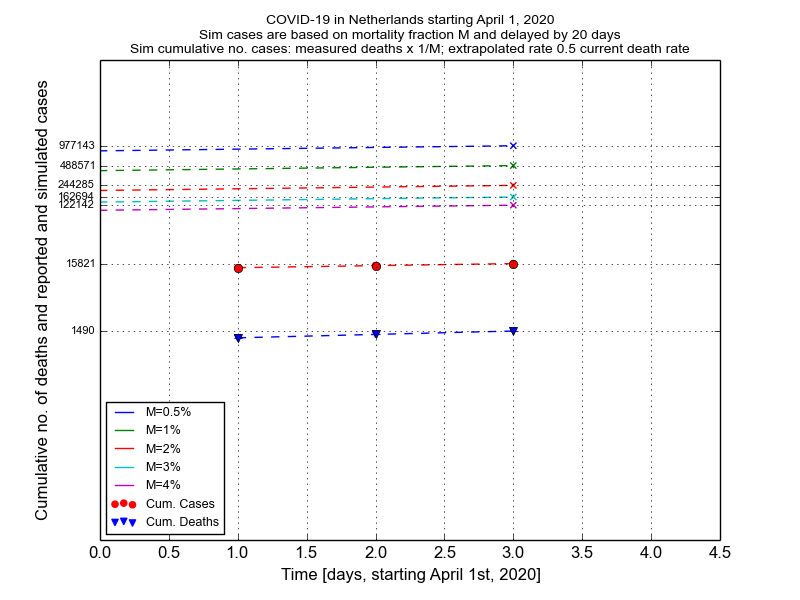 COVID-19 in Netherlands starting April 1, 2020
Sim cases are based on mortality fraction M and delayed by 20 days
Sim cumulative no. cases: measured deaths x 1/M; extrapolated rate 0.5 current death rate
Cumulative no. of deaths and reported and simulated cases
977143
488571
244285
162694
122142
15821
1490
M=0.5%
M=1%
M=2%
M=3%
M=4%
Cum. Cases
Cum. Deaths
0.0 0.5 1.0 1.5 2.0 2.5 3.0 3.5 4.0 4.5
Time [days, starting April 1st, 2020]